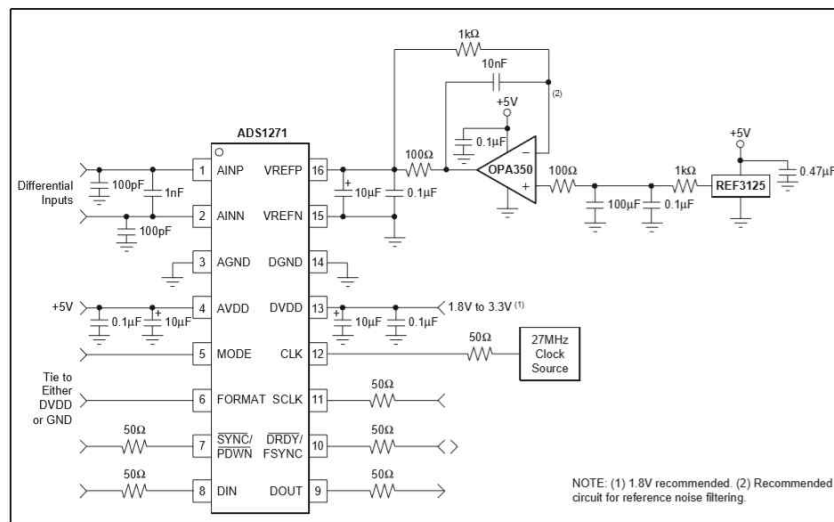 1kΩ
10nF
(2)
+5V
0.1µF
ADS1271
OPA350
100Ω
100Ω
1kΩ
+5V
REF3125
0.47µF
Differential
Inputs
100pF
1nF
100pF
1 AINP VREFP 16
2 AINN VREFN 15
10µF
0.1µF
100µF
0.1µF
3 AGND DGND 14
+5V
0.1µF
10µF
4 AVDD DVDD 13
10µF
0.1µF
1.8V to 3.3V (1)
5 MODE CLK 12
50Ω
27MHz
Clock
Source
Tie to
Either
DVDD
or GND
6 FORMAT SCLK 11
50Ω
50Ω
7 SYNC/
PDWN
DRDY/
FSYNC 10
50Ω
50Ω
8 DIN DOUT 9
50Ω
NOTE: (1) 1.8V recommended. (2) Recommended
circuit for reference noise filtering.